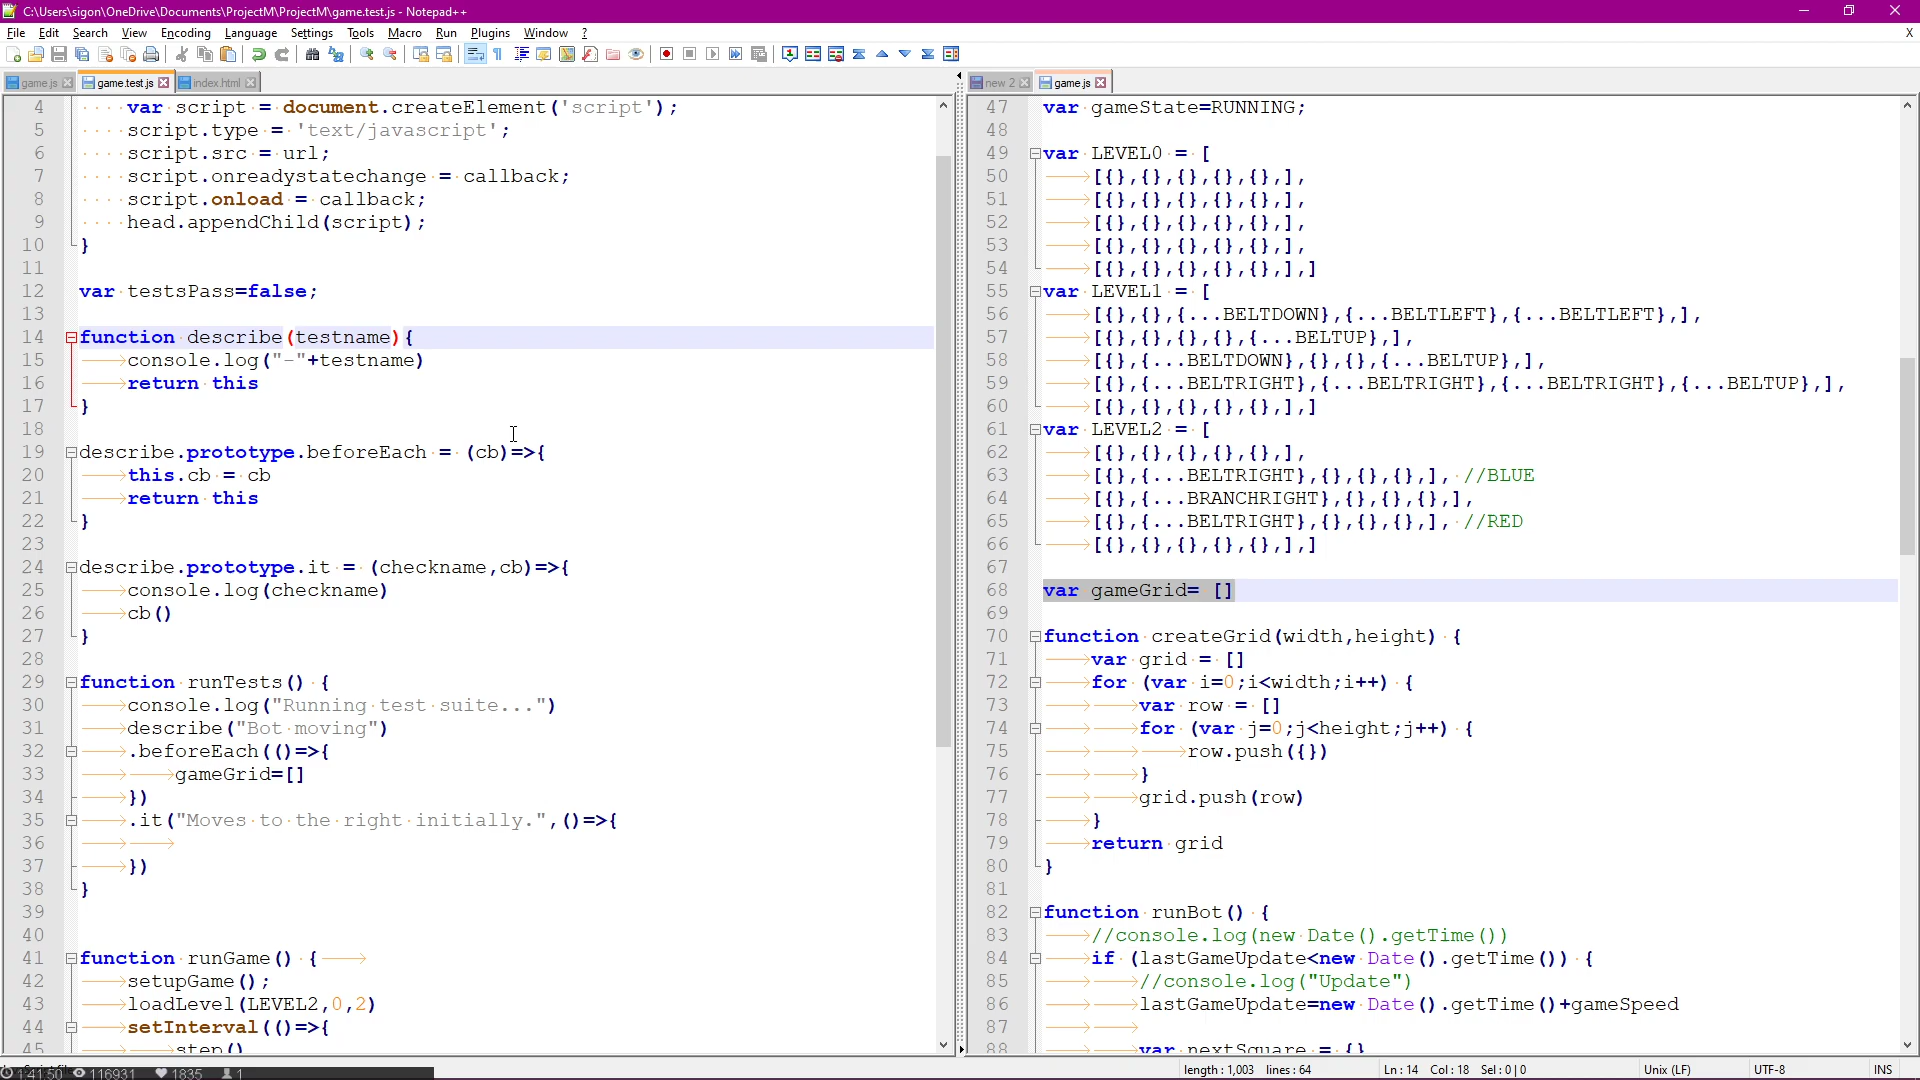 C:\Users\sigon\OneDrive\Documents\ProjectM\ProjectM\game.test.js - Notepad++
File Edit Search View Encoding Language Settings Tools Macro Run Plugins Window ? X
game.js game.test.js index.html
4 var script = document.createElement('script');
5 script.type = 'text/javascript';
6 script.src = url;
7 script.onreadystatechange = callback;
8 script.onload = callback;
9 head.appendChild(script);
10 }
11
12 var testsPass=false;
13
14 function describe(testname){
15 console.log("-"+testname)
16 return this
17 }
18
19 describe.prototype.beforeEach = (cb)=>{
20 this.cb = cb
21 return this
22 }
23
24 describe.prototype.it = (checkname,cb)=>{
25 console.log(checkname)
26 cb()
27 }
28
29 function runTests() {
30 console.log("Running test suite...")
31 describe("Bot moving")
32 .beforeEach(()=>{
33 gameGrid=[]
34 })
35 .it("Moves to the right initially.",()=>{
36
37 })
38 }
39
40
41 function runGame() {
42 setupGame();
43 loadLevel(LEVEL2,0,2)
44 setInterval(()=>{
45 step()
new 2 game.js
47 var gameState=RUNNING;
48
49 var LEVEL0 = [
50 [{},{},{},{},{},],
51 [{},{},{},{},{},],
52 [{},{},{},{},{},],
53 [{},{},{},{},{},],
54 [{},{},{},{},{},],]
55 var LEVEL1 = [
56 [{},{},{...BELTDOWN},{...BELTLEFT},{...BELTLEFT},],
57 [{},{},{},{},{...BELTUP},],
58 [{},{...BELTDOWN},{},{},{...BELTUP},],
59 [{},{...BELTRIGHT},{...BELTRIGHT},{...BELTRIGHT},{...BELTUP},],
60 [{},{},{},{},{},],]
61 var LEVEL2 = [
62 [{},{},{},{},{},],
63 [{},{...BELTRIGHT},{},{},{},], //BLUE
64 [{},{...BRANCHRIGHT},{},{},{},],
65 [{},{...BELTRIGHT},{},{},{},], //RED
66 [{},{},{},{},{},],]
67
68 var gameGrid= []
69
70 function createGrid(width,height) {
71 var grid = []
72 for (var i=0;i<width;i++) {
73 var row = []
74 for (var j=0;j<height;j++) {
75 row.push({})
76 }
77 grid.push(row)
78 }
79 return grid
80 }
81
82 function runBot() {
83 //console.log(new Date().getTime())
84 if (lastGameUpdate<new Date().getTime()) {
85 //console.log("Update")
86 lastGameUpdate=new Date().getTime()+gameSpeed
87
88 var nextSquare = {}
1:41:50 116931 1835 1
length : 1,003 lines : 64 Ln : 14 Col : 18 Sel : 0 | 0 Unix (LF) UTF-8 INS